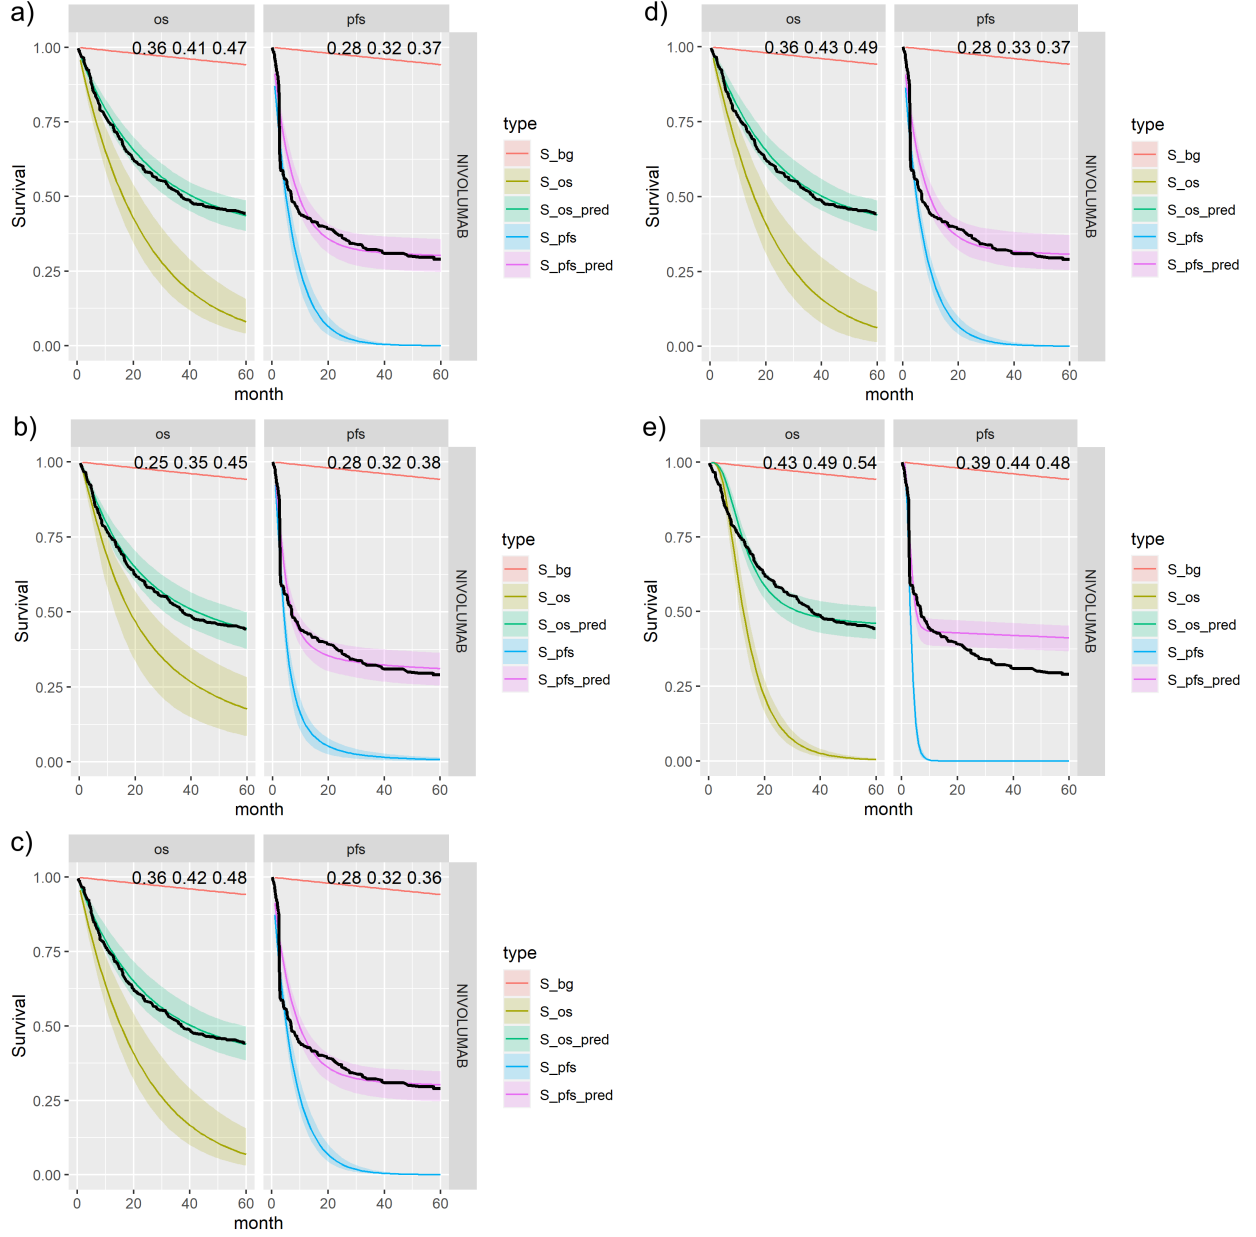 a)
os pfs
0.36 0.41 0.47 0.28 0.32 0.37
1.00
0.75
0.50
0.25
0.00
Survival
0 20 40 60 0 20 40 60
month
NIVOLUMAB
type
S_bg
S_os
S_os_pred
S_pfs
S_pfs_pred
d)
os pfs
0.36 0.43 0.49 0.28 0.33 0.37
1.00
0.75
0.50
0.25
0.00
Survival
0 20 40 60 0 20 40 60
month
NIVOLUMAB
type
S_bg
S_os
S_os_pred
S_pfs
S_pfs_pred
b)
os pfs
0.25 0.35 0.45 0.28 0.32 0.38
1.00
0.75
0.50
0.25
0.00
Survival
0 20 40 60 0 20 40 60
month
NIVOLUMAB
type
S_bg
S_os
S_os_pred
S_pfs
S_pfs_pred
e)
os pfs
0.43 0.49 0.54 0.39 0.44 0.48
1.00
0.75
0.50
0.25
0.00
Survival
0 20 40 60 0 20 40 60
month
NIVOLUMAB
type
S_bg
S_os
S_os_pred
S_pfs
S_pfs_pred
c)
os pfs
0.36 0.42 0.48 0.28 0.32 0.36
1.00
0.75
0.50
0.25
0.00
Survival
0 20 40 60 0 20 40 60
month
NIVOLUMAB
type
S_bg
S_os
S_os_pred
S_pfs
S_pfs_pred